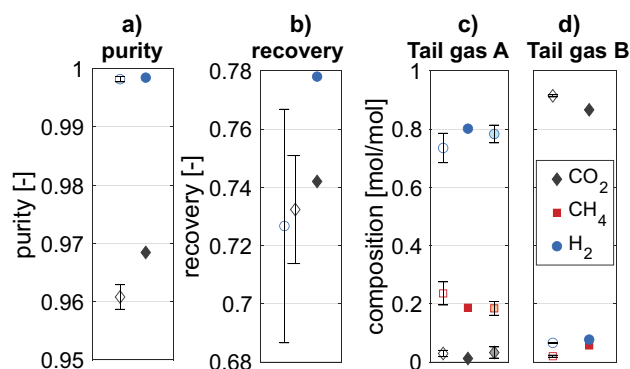 a)
purity
b)
recovery
c)
Tail gas A
d)
Tail gas B
purity [-]
1
0.99
0.98
0.97
0.96
0.95
recovery [-]
0.78
0.76
0.74
0.72
0.7
0.68
composition [mol/mol]
1
0.8
0.6
0.4
0.2
0
CO2
CH4
H2